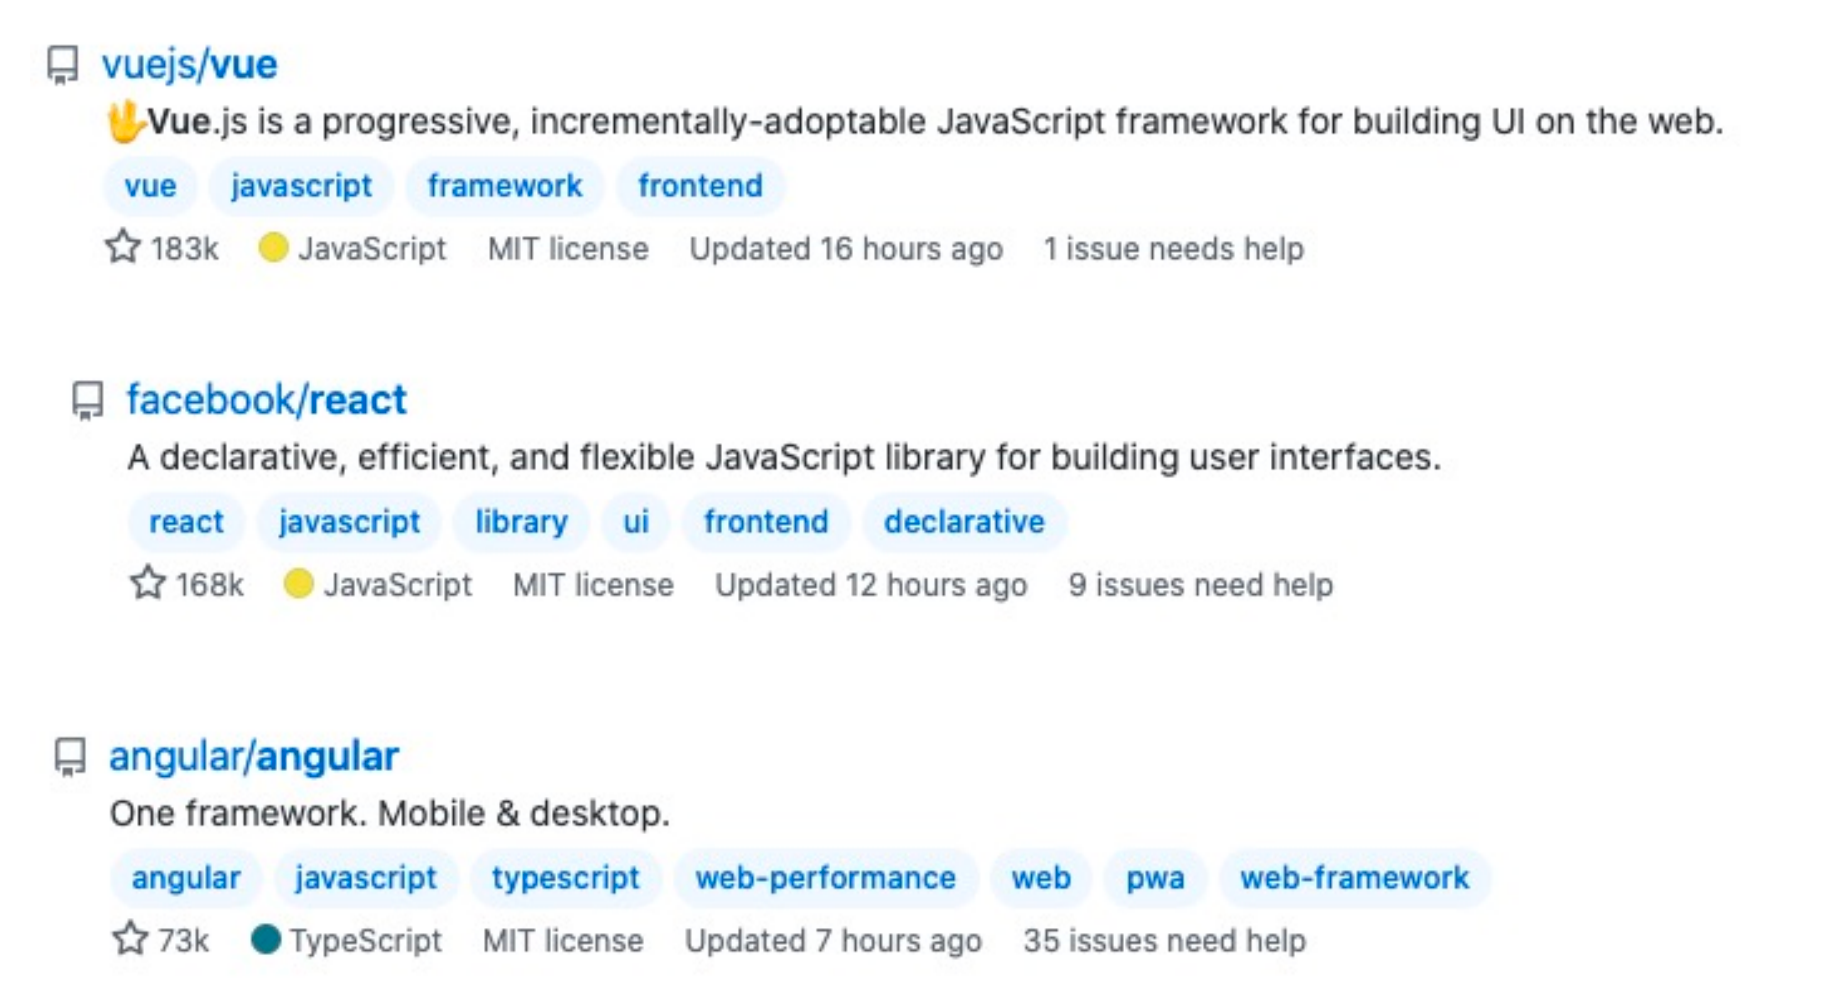 vuejs/vue
🖖Vue.js is a progressive, incrementally-adoptable JavaScript framework for building UI on the web.
vue javascript framework frontend
183k JavaScript MIT license Updated 16 hours ago 1 issue needs help
facebook/react
A declarative, efficient, and flexible JavaScript library for building user interfaces.
react javascript library ui frontend declarative
168k JavaScript MIT license Updated 12 hours ago 9 issues need help
angular/angular
One framework. Mobile & desktop.
angular javascript typescript web-performance web pwa web-framework
73k TypeScript MIT license Updated 7 hours ago 35 issues need help